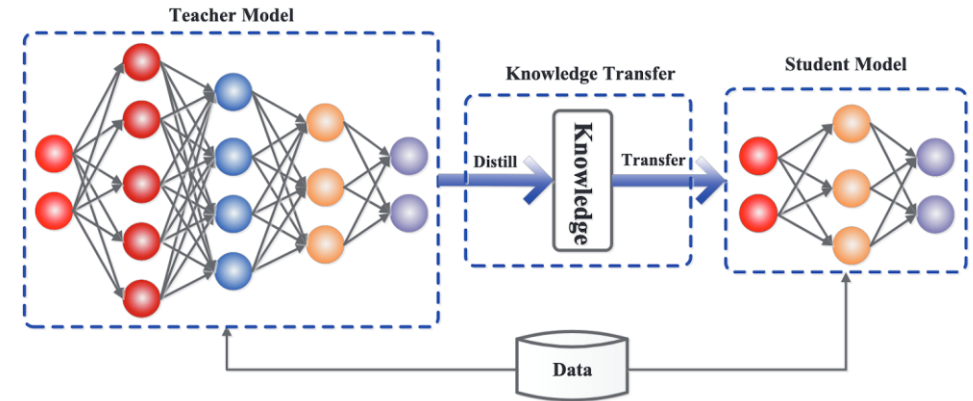 Teacher Model
Knowledge Transfer
Student Model
Distill
Knowledge
Transfer
Data